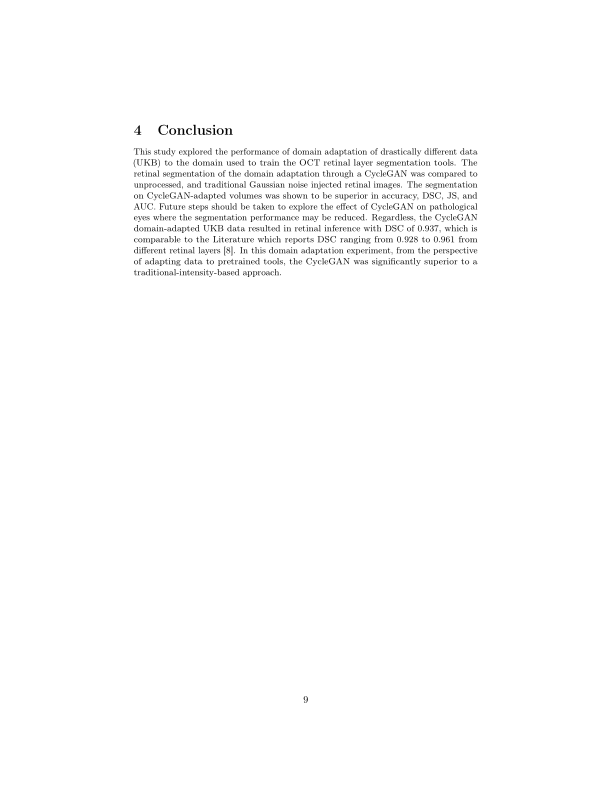 4 Conclusion
This study explored the performance of domain adaptation of drastically different data
(UKB) to the domain used to train the OCT retinal layer segmentation tools. The
retinal segmentation of the domain adaptation through a CycleGAN was compared to
unprocessed, and traditional Gaussian noise injected retinal images. The segmentation
on CycleGAN-adapted volumes was shown to be superior in accuracy, DSC, JS, and
AUC. Future steps should be taken to explore the effect of CycleGAN on pathological
eyes where the segmentation performance may be reduced. Regardless, the CycleGAN
domain-adapted UKB data resulted in retinal inference with DSC of 0.937, which is
comparable to the Literature which reports DSC ranging from 0.928 to 0.961 from
different retinal layers [8]. In this domain adaptation experiment, from the perspective
of adapting data to pretrained tools, the CycleGAN was significantly superior to a
traditional-intensity-based approach.
9